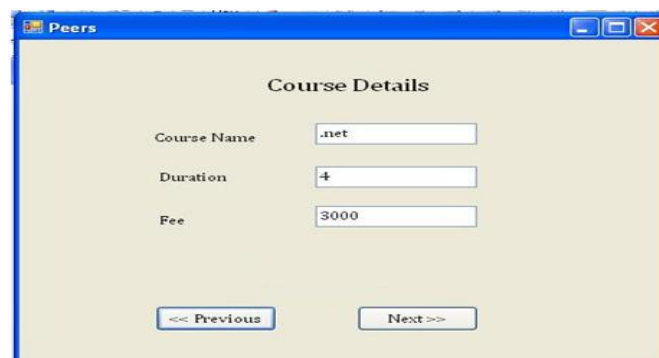 Peers
Course Details
Course Name .net
Duration 4
Fee 3000
<< Previous Next >>